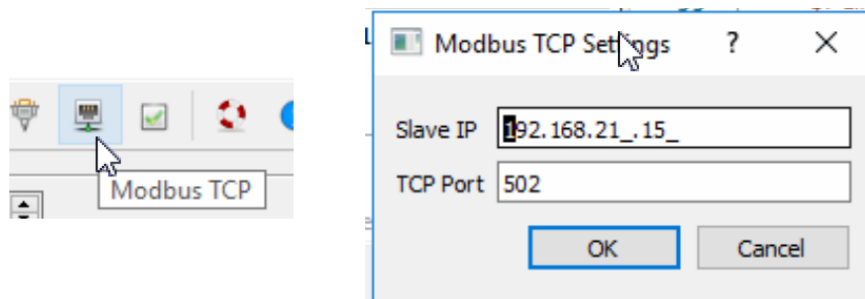 Modbus TCP
Modbus TCP Settings ? ×
Slave IP 192.168.21_.15_
TCP Port 502
OK Cancel